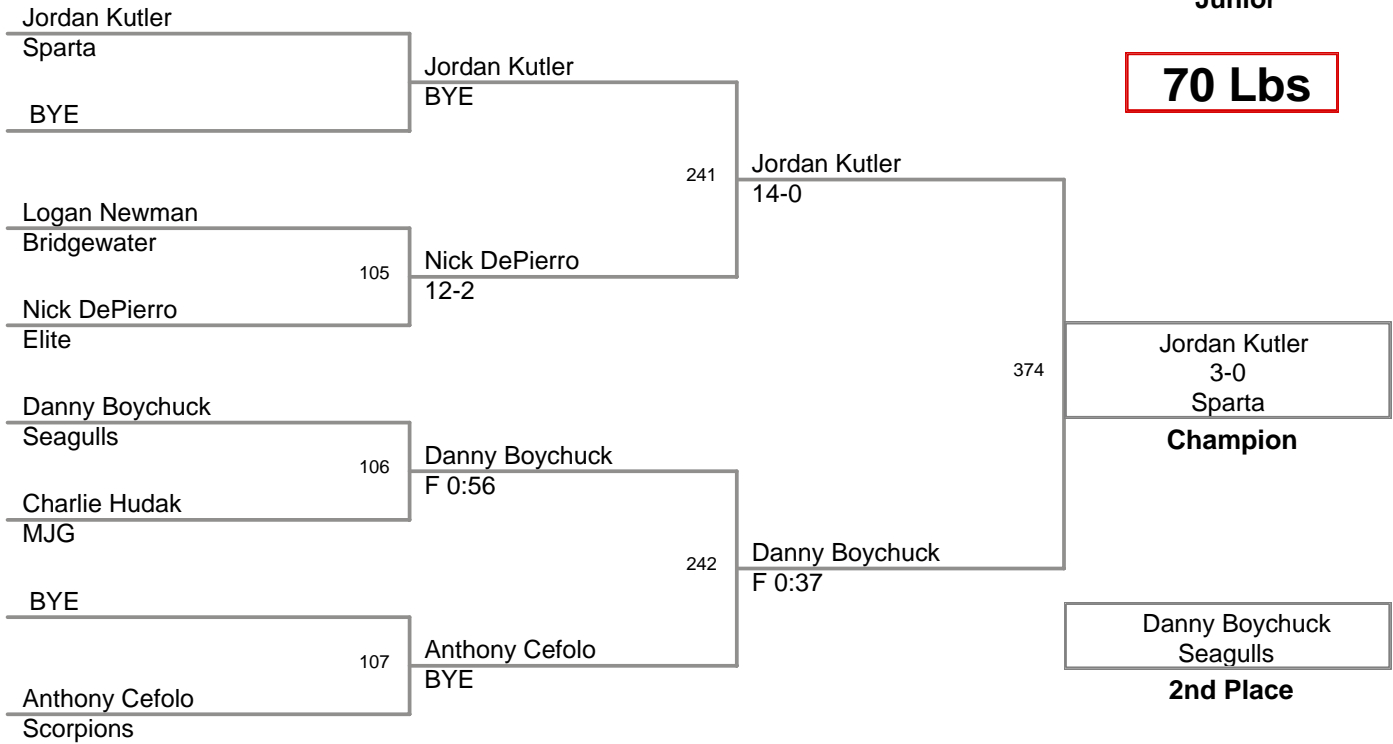 Junior
70 Lbs
Jordan Kutler
Sparta
BYE
Logan Newman
Bridgewater
Nick DePierro
Elite
Danny Boychuck
Seagulls
Charlie Hudak
MJG
BYE
Anthony Cefolo
Scorpions
Jordan Kutler
BYE
105
Nick DePierro
12-2
106
Danny Boychuck
F 0:56
107
Anthony Cefolo
BYE
241
Jordan Kutler
14-0
242
Danny Boychuck
F 0:37
374
Jordan Kutler
3-0
Sparta
Champion
Danny Boychuck
Seagulls
2nd Place